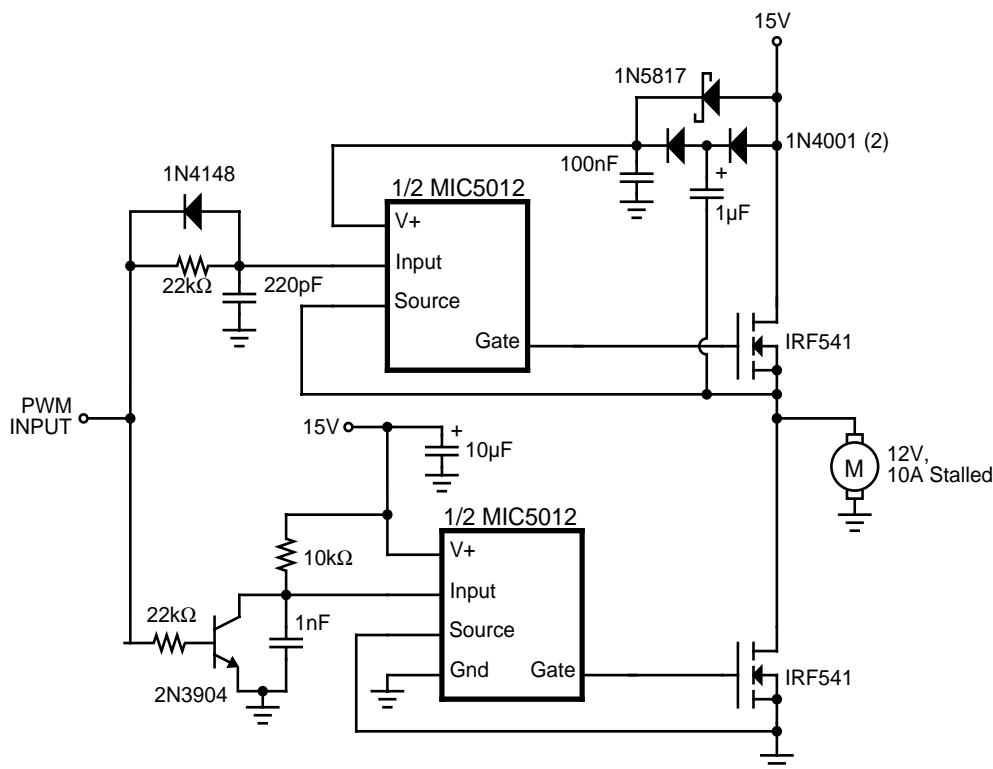 15V
1N5817
1N4001 (2)
100nF
+
1µF
1N4148
1/2 MIC5012
V+
Input
Source
Gate
22kΩ
220pF
IRF541
PWM
INPUT
15V
+
10µF
M
12V,
10A Stalled
1/2 MIC5012
10kΩ
V+
Input
Source
Gnd
Gate
22kΩ
1nF
2N3904
IRF541